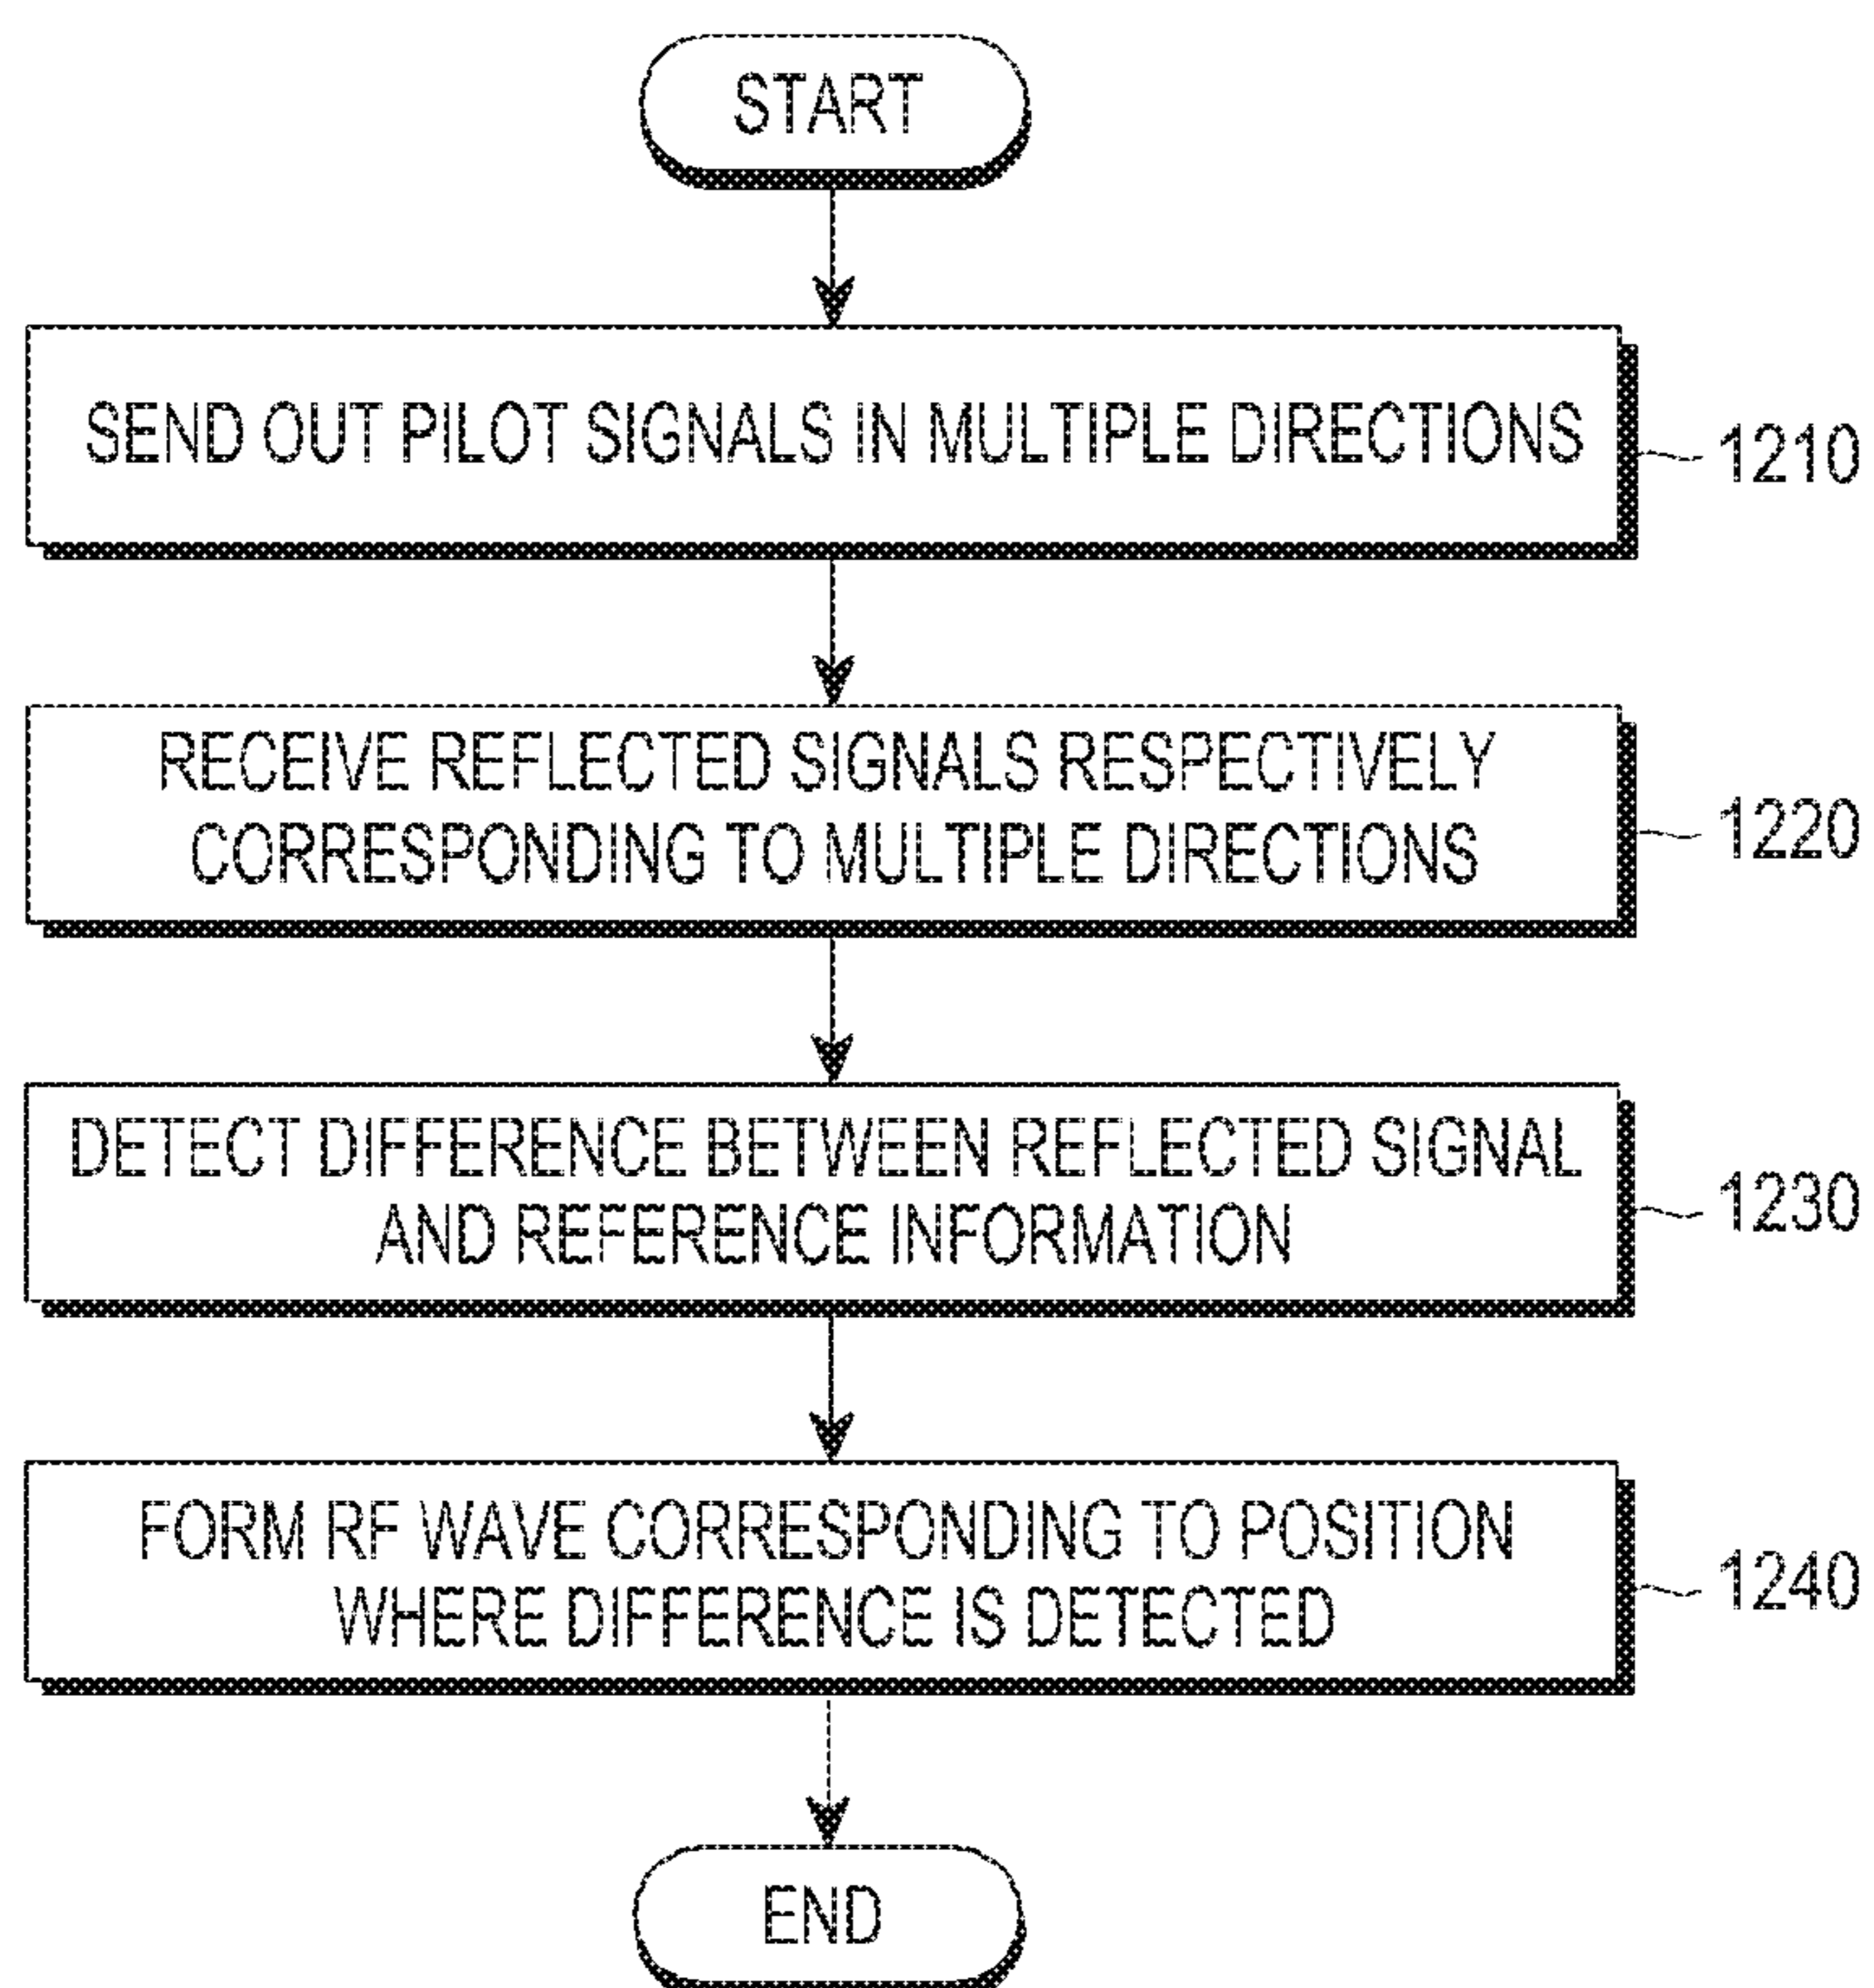 START
SEND OUT PILOT SIGNALS IN MULTIPLE DIRECTIONS
1210
RECEIVE REFLECTED SIGNALS RESPECTIVELY
CORRESPONDING TO MULTIPLE DIRECTIONS
1220
DETECT DIFFERENCE BETWEEN REFLECTED SIGNAL
AND REFERENCE INFORMATION
1230
FORM RF WAVE CORRESPONDING TO POSITION
WHERE DIFFERENCE IS DETECTED
1240
END